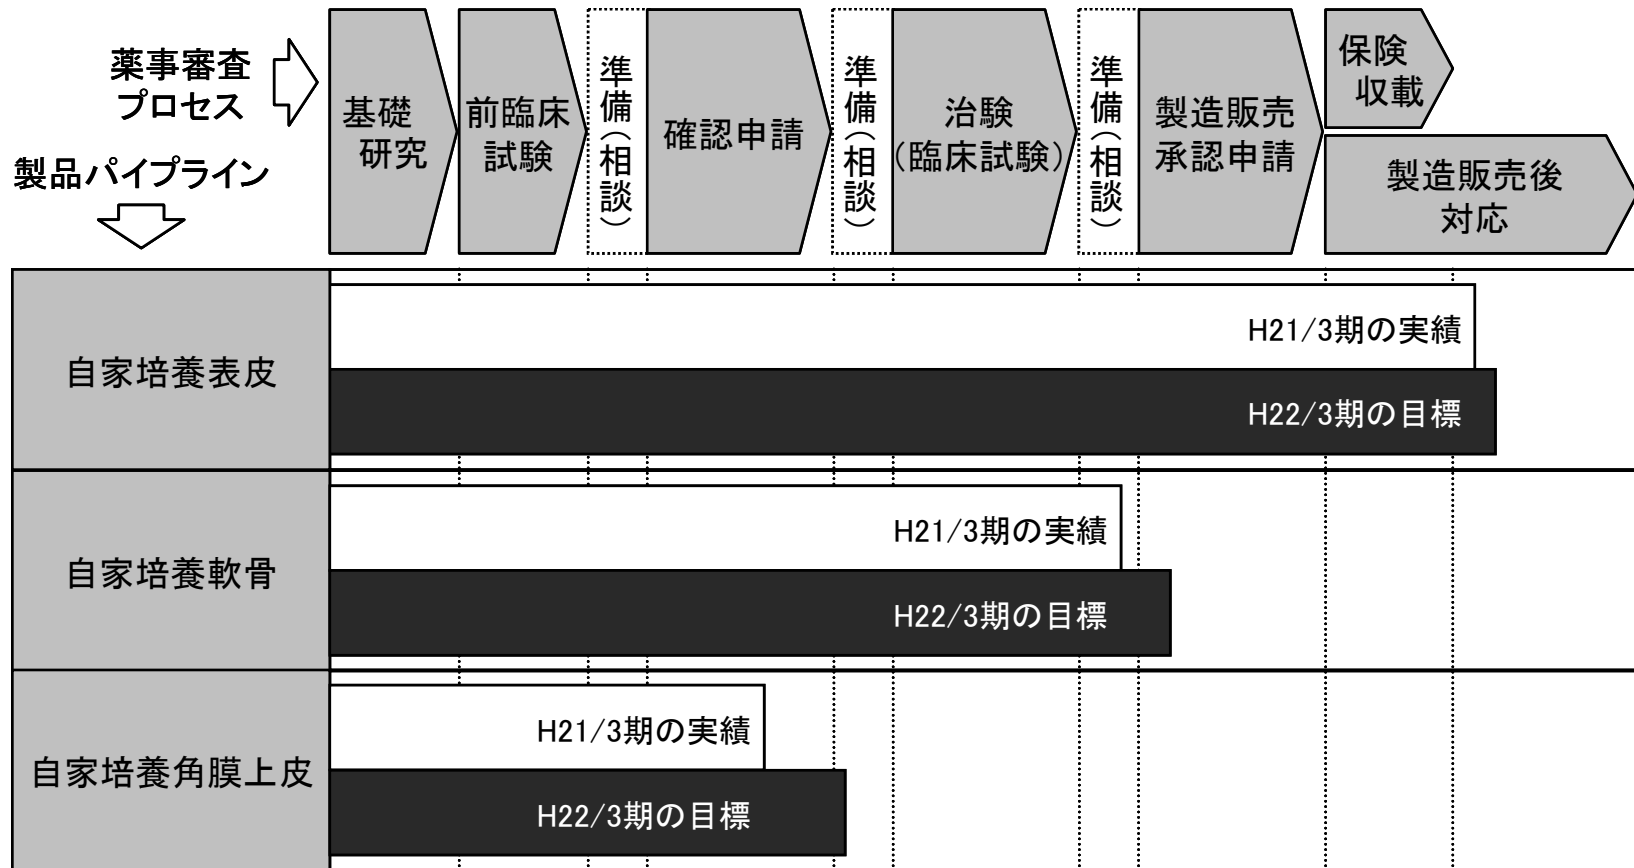 薬事審査
プロセス
製品パイプライン
基礎
研究
前臨床
試験
準備（相談）
確認申請
準備（相談）
治験
（臨床試験）
準備（相談）
製造販売
承認申請
保険
収載
製造販売後
対応
自家培養表皮
H21/3期の実績
H22/3期の目標
自家培養軟骨
H21/3期の実績
H22/3期の目標
自家培養角膜上皮
H21/3期の実績
H22/3期の目標